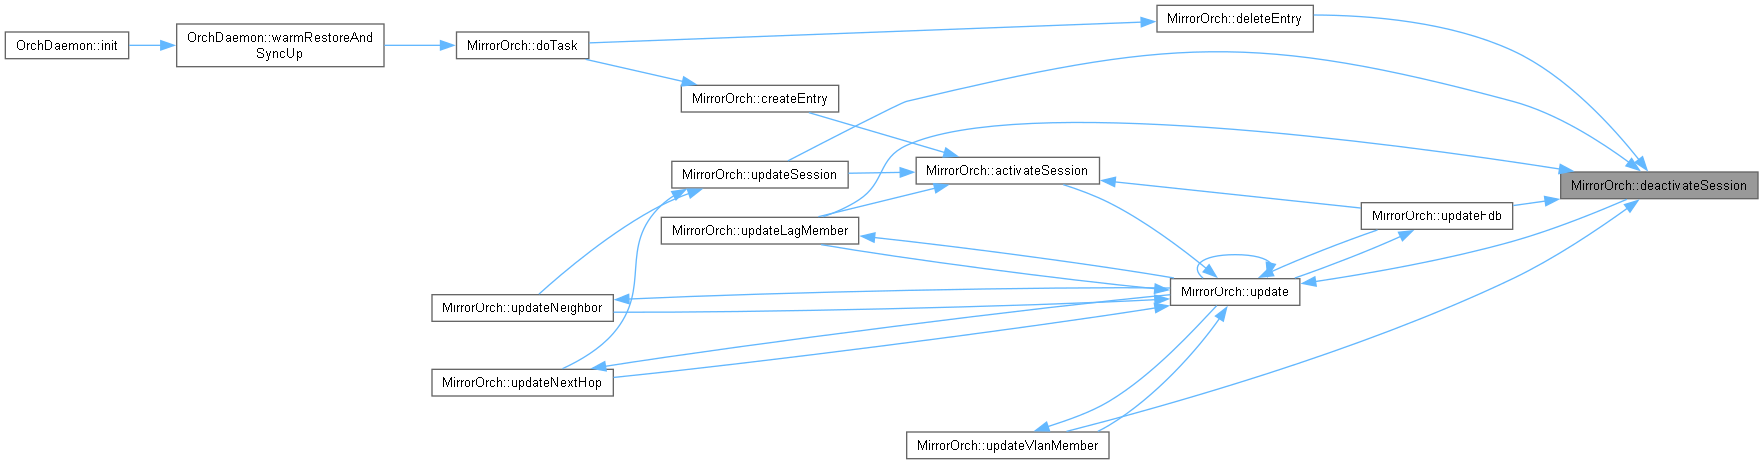 OrchDaemon::init
OrchDaemon::warmRestoreAnd
SyncUp
MirrorOrch::doTask
MirrorOrch::deleteEntry
MirrorOrch::createEntry
MirrorOrch::updateSession
MirrorOrch::activateSession
MirrorOrch::deactivateSession
MirrorOrch::updateLagMember
MirrorOrch::updateFdb
MirrorOrch::updateNeighbor
MirrorOrch::update
MirrorOrch::updateNextHop
MirrorOrch::updateVlanMember